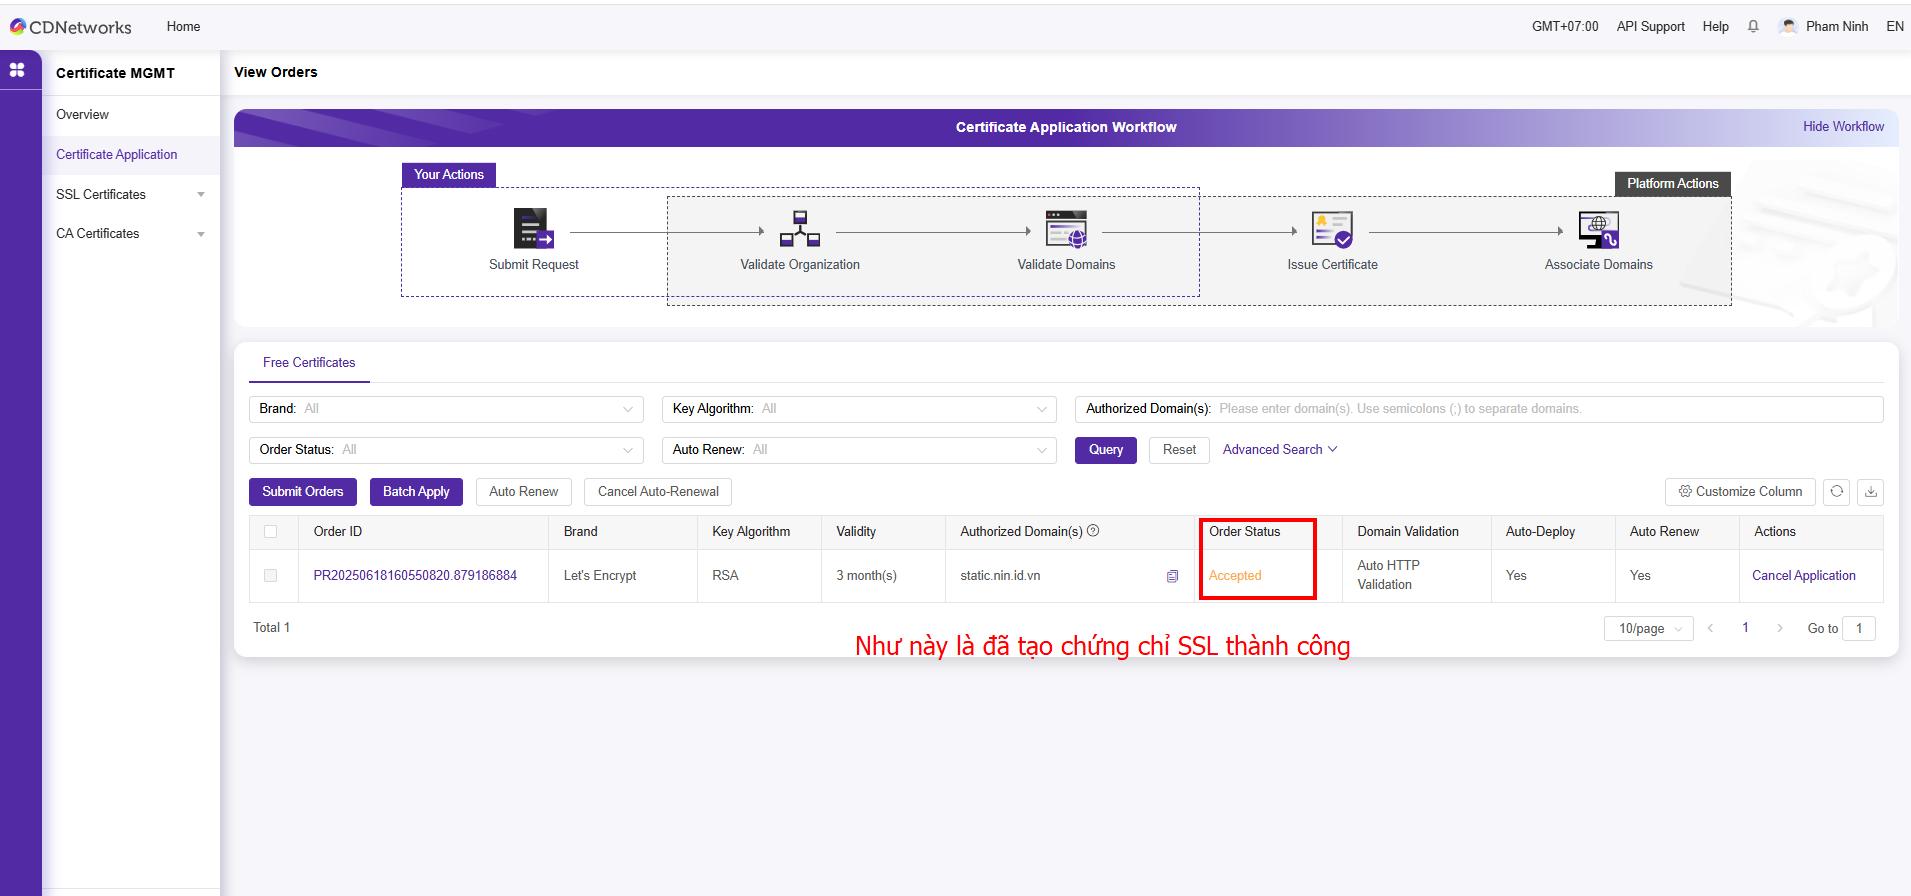 CDNetworks
Home
GMT+07:00
API Support
Help
Pham Ninh
EN
Certificate MGMT
Overview
Certificate Application
SSL Certificates
CA Certificates
View Orders
Certificate Application Workflow
Hide Workflow
Your Actions
Platform Actions
Submit Request
Validate Organization
Validate Domains
Issue Certificate
Associate Domains
Free Certificates
Brand: All
Key Algorithm: All
Authorized Domain(s): Please enter domain(s). Use semicolons (;) to separate domains.
Order Status: All
Auto Renew: All
Query
Reset
Advanced Search
Submit Orders
Batch Apply
Auto Renew
Cancel Auto-Renewal
Customize Column
Order ID
Brand
Key Algorithm
Validity
Authorized Domain(s)
Order Status
Domain Validation
Auto-Deploy
Auto Renew
Actions
PR20250618160550820.879186884
Let's Encrypt
RSA
3 month(s)
static.nin.id.vn
Accepted
Auto HTTP
Validation
Yes
Yes
Cancel Application
Total 1
10/page
1
Go to 1
Như này là đã tạo chứng chỉ SSL thành công